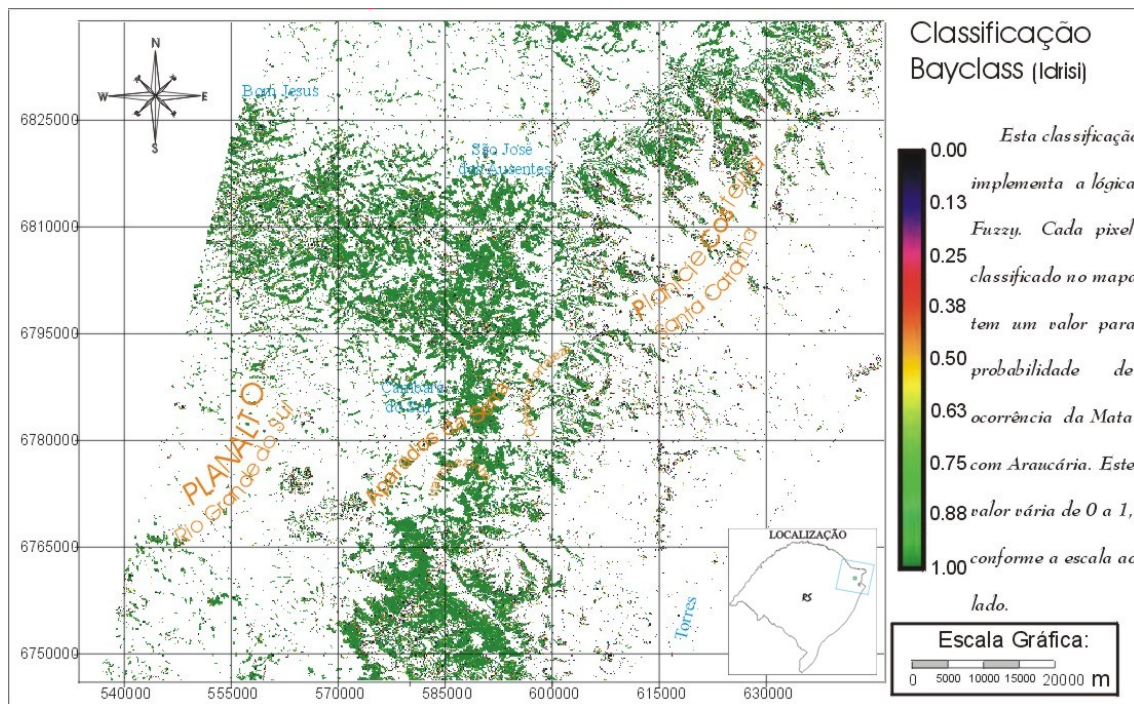 Classificação
Bayclass (Idrisi)
N
W
E
S
Bom Jesus
São José
dos Ausentes
Planície Costeira
Santa Catarina
Cambará
do Sul
Aparados da Serra
PLANALTO
Rio Grande do Sul
Torres
6825000
6810000
6795000
6780000
6765000
6750000
540000
555000
570000
585000
600000
615000
630000
LOCALIZAÇÃO
RS
0.00
0.13
0.25
0.38
0.50
0.63
0.75
0.88
1.00
Esta classificação
implementa a lógica
Fuzzy. Cada pixel
classificado no mapa
tem um valor para
probabilidade de
ocorrência da Mata
com Araucária. Este
valor vária de 0 a 1,
conforme a escala ao
lado.
Escala Gráfica:
0 5000 10000 15000 20000 m